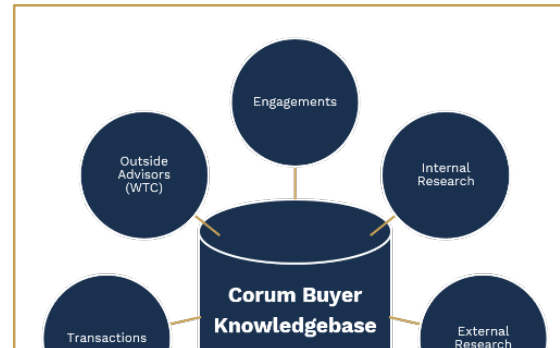 Engagements
Outside
Advisors
(WTC)
Internal
Research
Corum Buyer
Knowledgebase
Transactions
External
Research